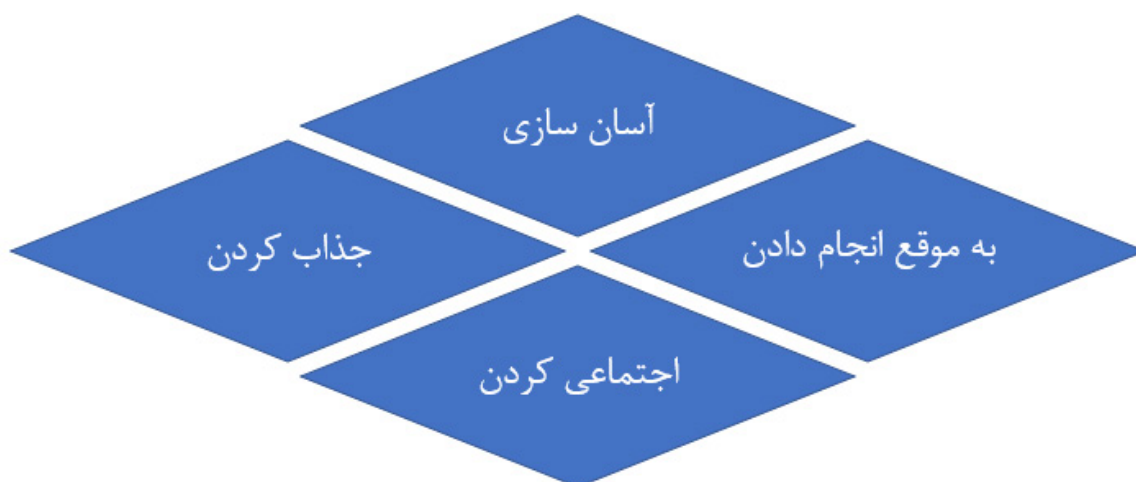 آسان سازی
به موقع انجام دادن
جذاب کردن
اجتماعی کردن